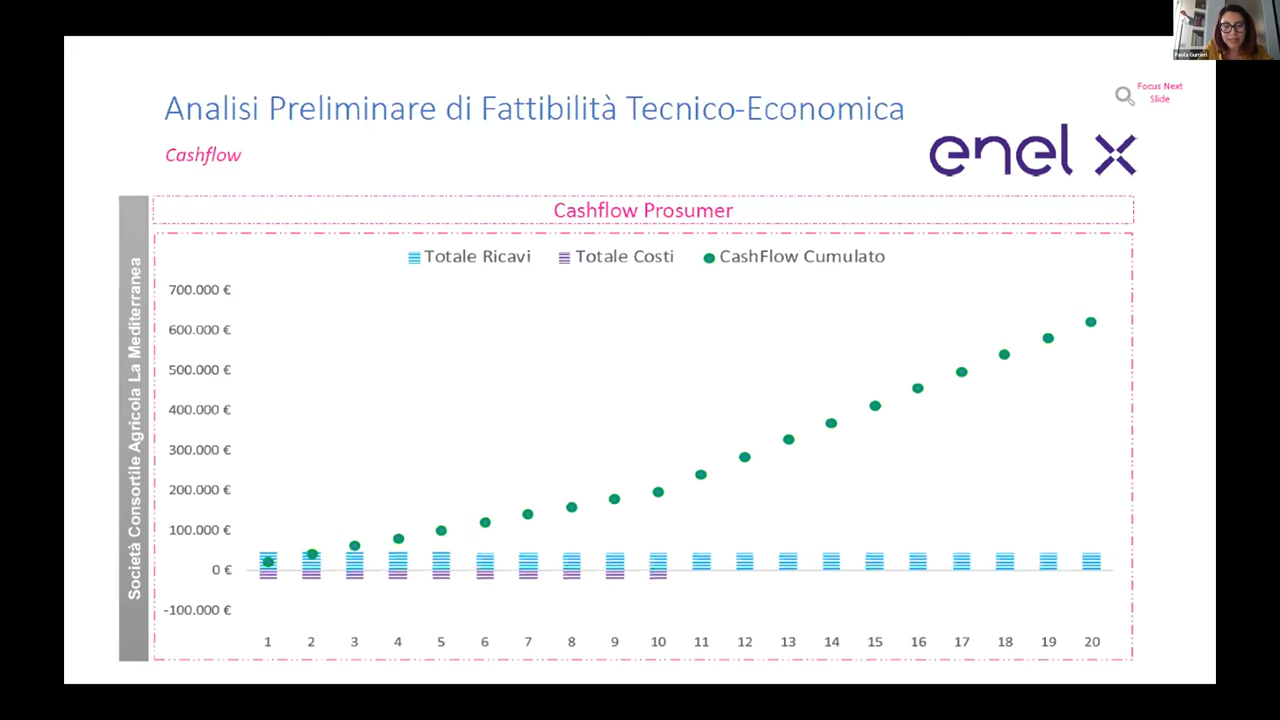 Paola Gurrieri
Focus Next
Slide
Analisi Preliminare di Fattibilità Tecnico-Economica
Cashflow
enel x
Società Consortile Agricola La Mediterranea
Cashflow Prosumer
Totale Ricavi
Totale Costi
CashFlow Cumulato
700.000 €
600.000 €
500.000 €
400.000 €
300.000 €
200.000 €
100.000 €
0 €
-100.000 €
1 2 3 4 5 6 7 8 9 10 11 12 13 14 15 16 17 18 19 20